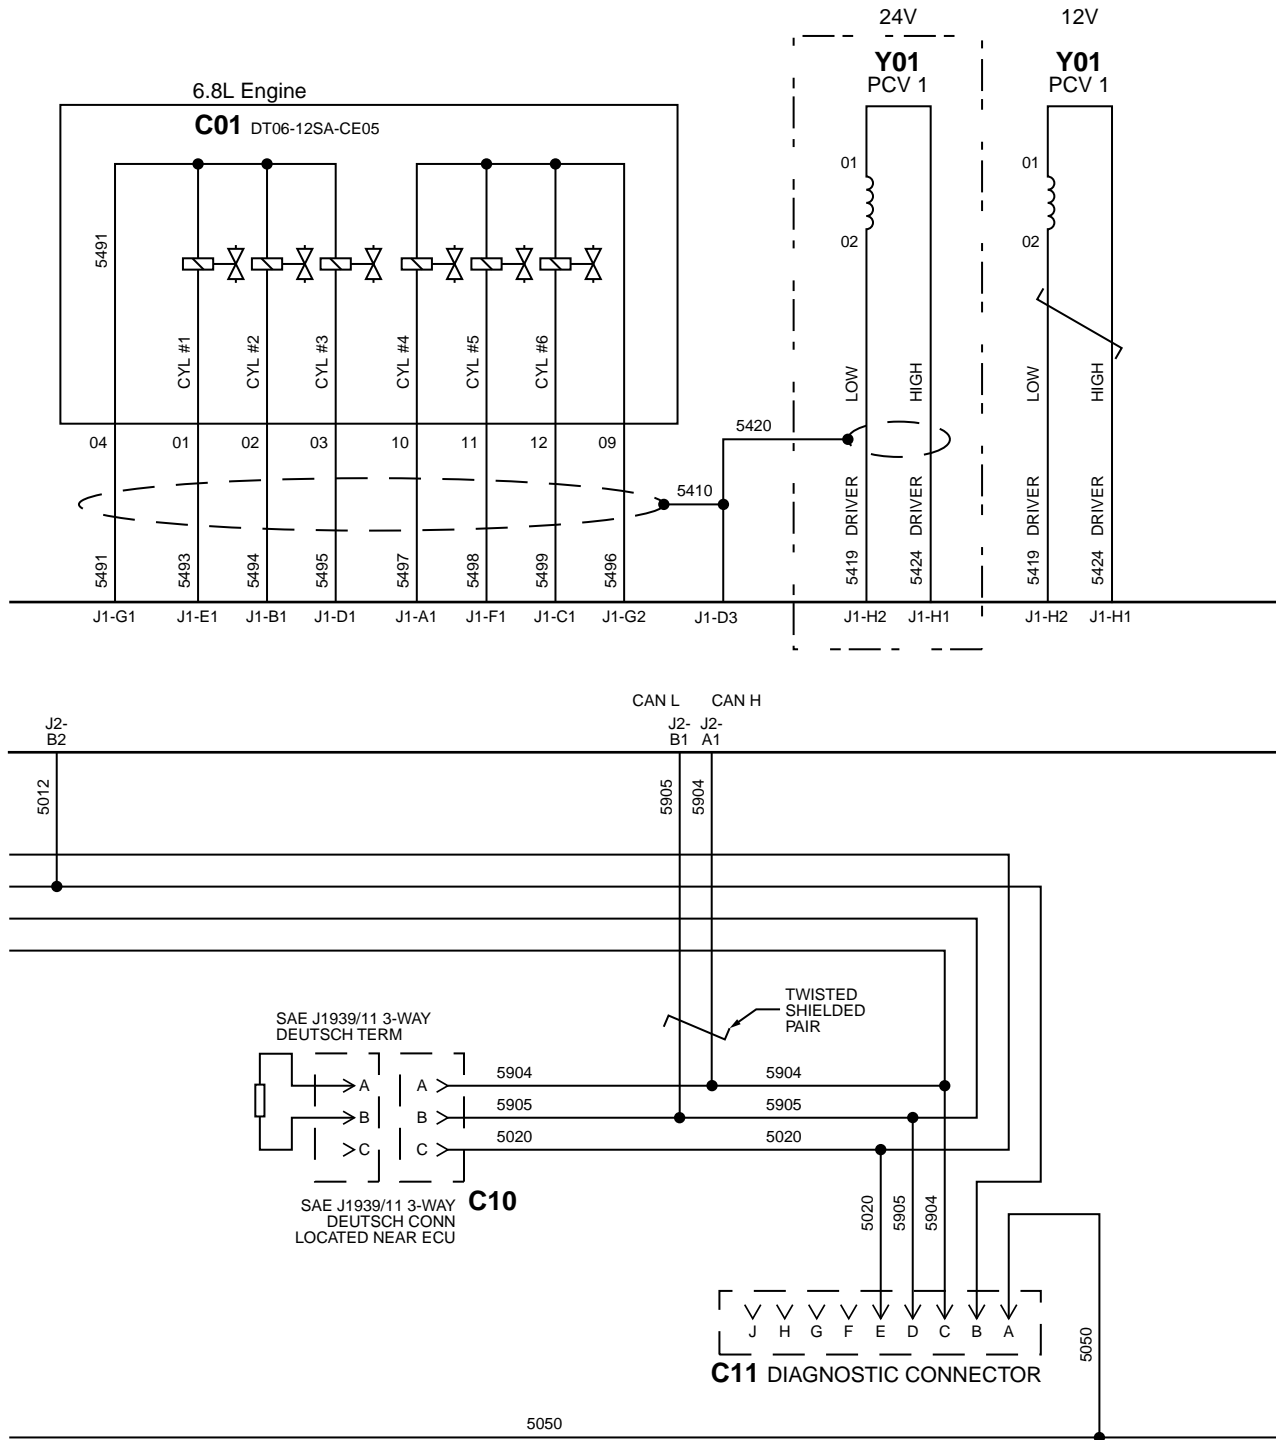 24V 12V
Y01 Y01
PCV 1 PCV 1
6.8L Engine
C01 DT06-12SA-CE05
01 01
02 02
5491
CYL #1 CYL #2 CYL #3 CYL #4 CYL #5 CYL #6
LOW HIGH LOW HIGH
04 01 02 03 10 11 12 09
5420
5410
DRIVER DRIVER DRIVER DRIVER
5491 5493 5494 5495 5497 5498 5499 5496 5419 5424 5419 5424
J1-G1 J1-E1 J1-B1 J1-D1 J1-A1 J1-F1 J1-C1 J1-G2 J1-D3 J1-H2 J1-H1 J1-H2 J1-H1
CAN L CAN H
J2- J2- J2-
B2 B1 A1
5012 5905 5904
TWISTED
SHIELDED
PAIR
SAE J1939/11 3-WAY
DEUTSCH TERM
A A 5904 5904
B B 5905 5905
C C 5020 5020
C10
SAE J1939/11 3-WAY
DEUTSCH CONN
LOCATED NEAR ECU
5020 5905 5904
J H G F E D C B A
5050
C11 DIAGNOSTIC CONNECTOR
5050